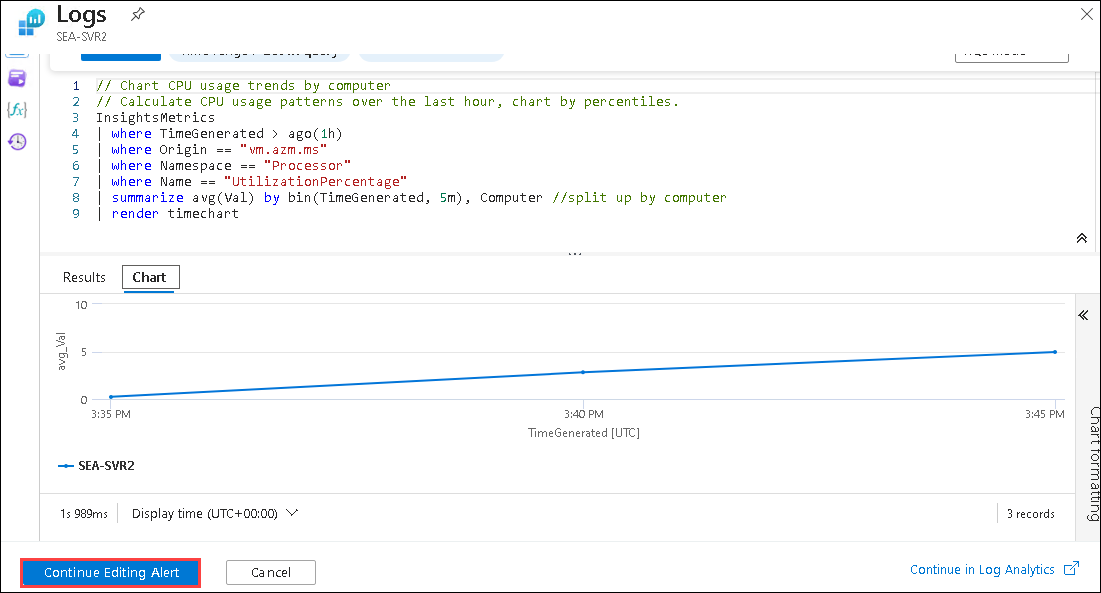 Logs
SEA-SVR2
1 // Chart CPU usage trends by computer
2 // Calculate CPU usage patterns over the last hour, chart by percentiles.
3 InsightsMetrics
4 | where TimeGenerated > ago(1h)
5 | where Origin == "vm.azm.ms"
6 | where Namespace == "Processor"
7 | where Name == "UtilizationPercentage"
8 | summarize avg(Val) by bin(TimeGenerated, 5m), Computer //split up by computer
9 | render timechart
Results Chart
10
avg_Val
5
0
3:35 PM 3:40 PM 3:45 PM
TimeGenerated [UTC]
SEA-SVR2
Chart formatting
1s 989ms Display time (UTC+00:00) 3 records
Continue Editing Alert Cancel Continue in Log Analytics